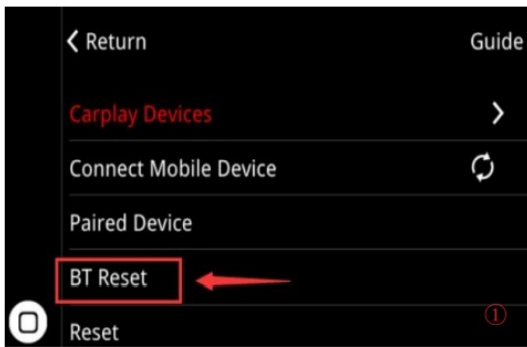 Return
Guide
Carplay Devices
Connect Mobile Device
Paired Device
BT Reset
①
Reset